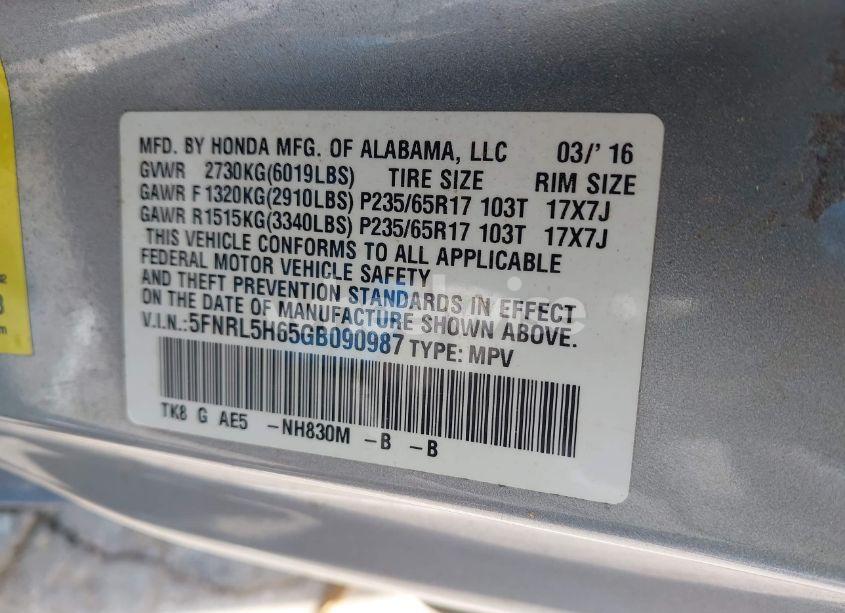 MFD. BY HONDA MFG. OF ALABAMA, LLC 03/' 16
GVWR 2730KG(6019LBS) TIRE SIZE RIM SIZE
GAWR F 1320KG(2910LBS) P235/65R17 103T 17X7J
GAWR R1515KG(3340LBS) P235/65R17 103T 17X7J
THIS VEHICLE CONFORMS TO ALL APPLICABLE
FEDERAL MOTOR VEHICLE SAFETY
AND THEFT PREVENTION STANDARDS IN EFFECT
ON THE DATE OF MANUFACTURE SHOWN ABOVE.
V.I.N.:5FNRL5H65GB090987 TYPE: MPV
TK8 G AE5 -NH830M -B -B